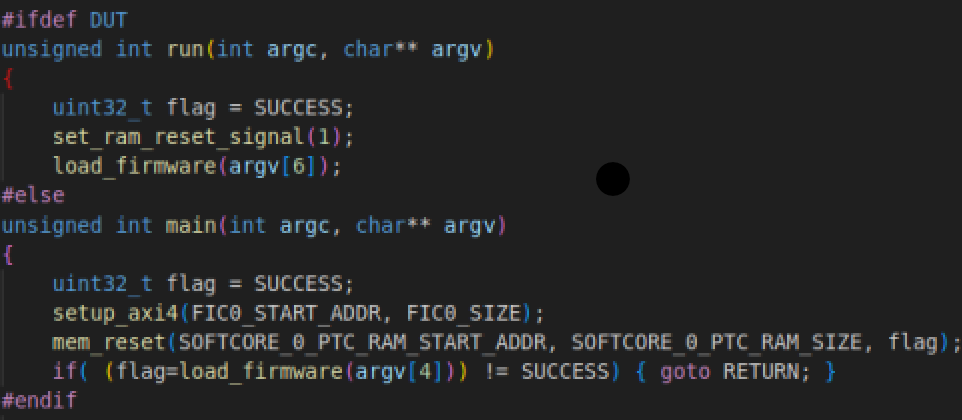 #ifdef DUT
unsigned int run(int argc, char** argv)
{
    uint32_t flag = SUCCESS;
    set_ram_reset_signal(1);
    load_firmware(argv[6]);
#else
unsigned int main(int argc, char** argv)
{
    uint32_t flag = SUCCESS;
    setup_axi4(FIC0_START_ADDR, FIC0_SIZE);
    mem_reset(SOFTCORE_0_PTC_RAM_START_ADDR, SOFTCORE_0_PTC_RAM_SIZE, flag);
    if( (flag=load_firmware(argv[4])) != SUCCESS) { goto RETURN; }
#endif